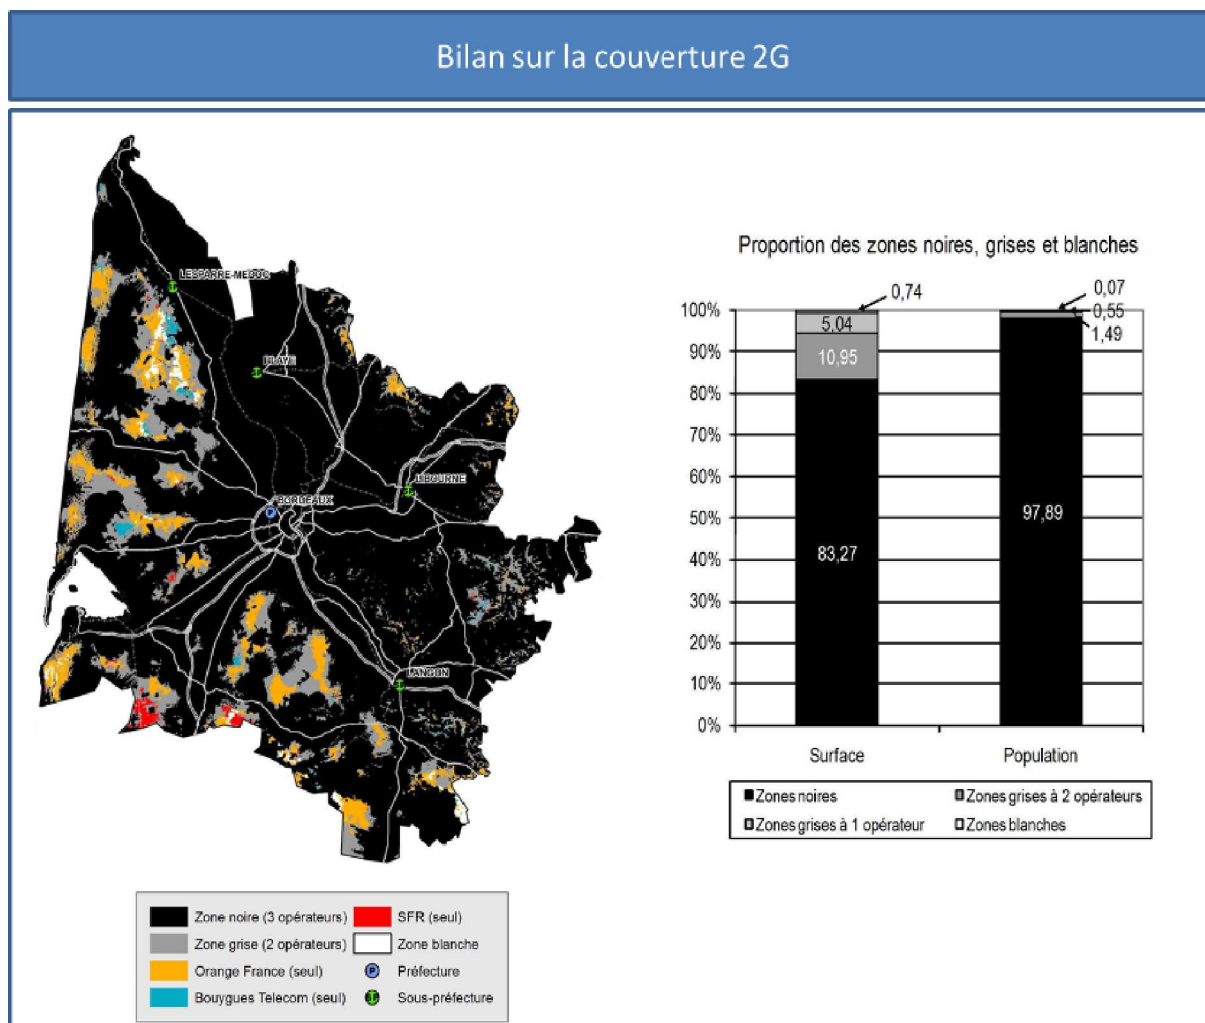 Bilan sur la couverture 2G
LESPARRE-MEDOC
BLAYE
LIBOURNE
BORDEAUX
P
LANGON
Zone noire (3 opérateurs)
SFR (seul)
Zone grise (2 opérateurs)
Zone blanche
Orange France (seul)
P
Préfecture
Bouygues Telecom (seul)
Sous-préfecture
Proportion des zones noires, grises et blanches
0,74
0,07
100%
5,04
0,55
1,49
90%
10,95
80%
70%
60%
50%
97,89
40%
83,27
30%
20%
10%
0%
Surface
Population
Zones noires
Zones grises à 2 opérateurs
Zones grises à 1 opérateur
Zones blanches